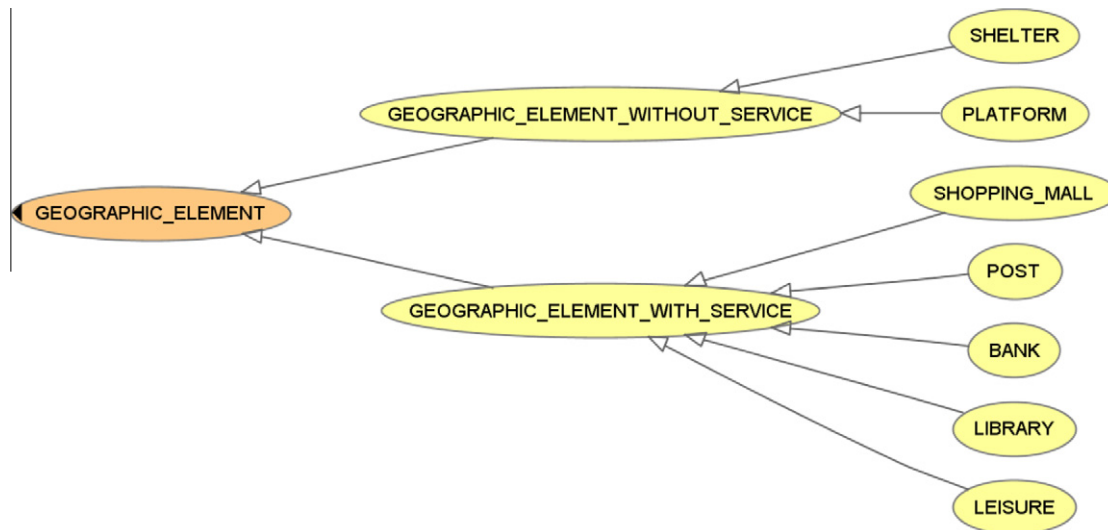 SHELTER
GEOGRAPHIC_ELEMENT_WITHOUT_SERVICE
PLATFORM
SHOPPING_MALL
GEOGRAPHIC_ELEMENT
POST
GEOGRAPHIC_ELEMENT_WITH_SERVICE
BANK
LIBRARY
LEISURE